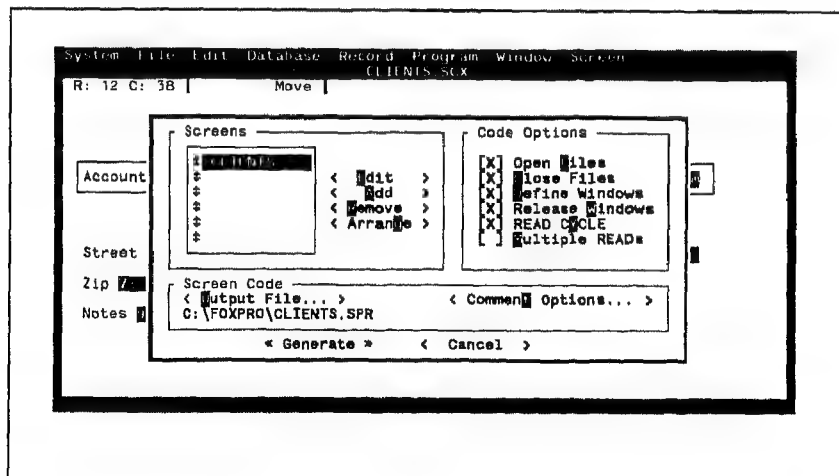 System File Edit Database Record Program Window Screen
CLIENTS.SCX
R: 12 C: 38 Move
Screens
Code Options
CLIENTS
Account
< Edit >
< Add >
< Remove >
< Arrange >
[X] Open Files
[X] Close Files
[X] Define Windows
[X] Release Windows
[X] READ CYCLE
[ ] Multiple READs
Street
Zip
Notes
Screen Code
< Output File... > < Comment Options... >
C:\FOXPRO\CLIENTS.SPR
« Generate » < Cancel >